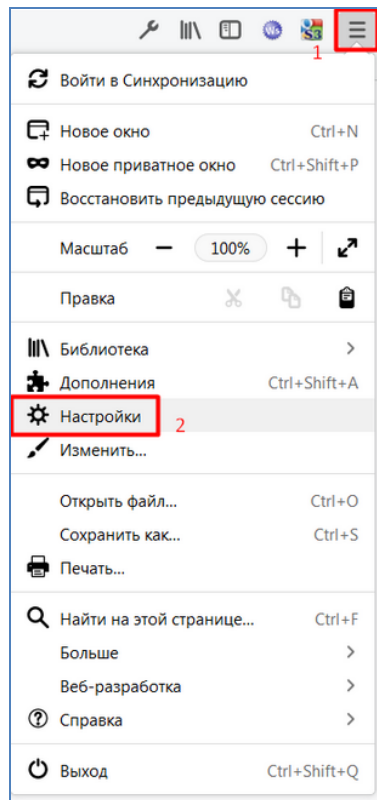 S3
1
Войти в Синхронизацию
Новое окно Ctrl+N
Новое приватное окно Ctrl+Shift+P
Восстановить предыдущую сессию
Масштаб 100%
Правка
Библиотека
Дополнения Ctrl+Shift+A
Настройки 2
Изменить...
Открыть файл... Ctrl+O
Сохранить как... Ctrl+S
Печать...
Найти на этой странице... Ctrl+F
Больше
Веб-разработка
Справка
Выход Ctrl+Shift+Q